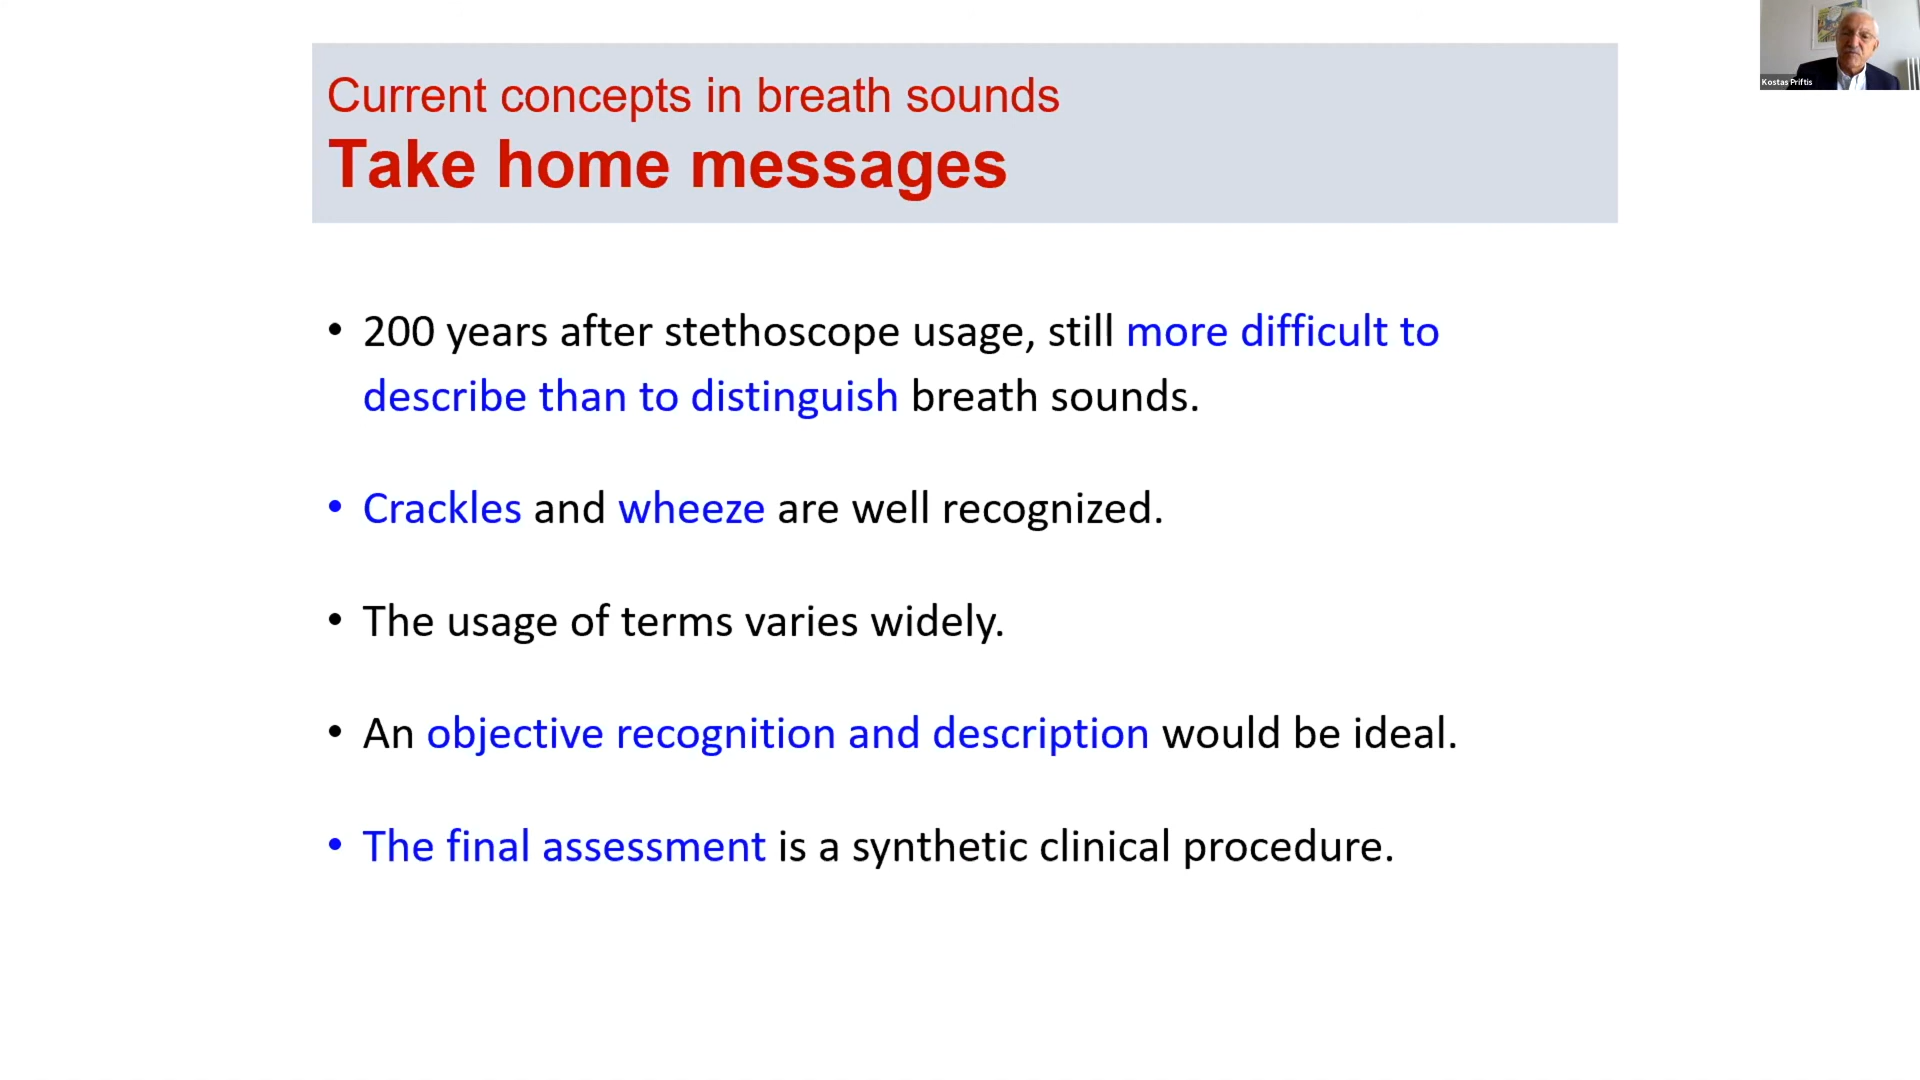 Current concepts in breath sounds
Take home messages
• 200 years after stethoscope usage, still more difficult to
describe than to distinguish breath sounds.
• Crackles and wheeze are well recognized.
• The usage of terms varies widely.
• An objective recognition and description would be ideal.
• The final assessment is a synthetic clinical procedure.
Kostas Priftis